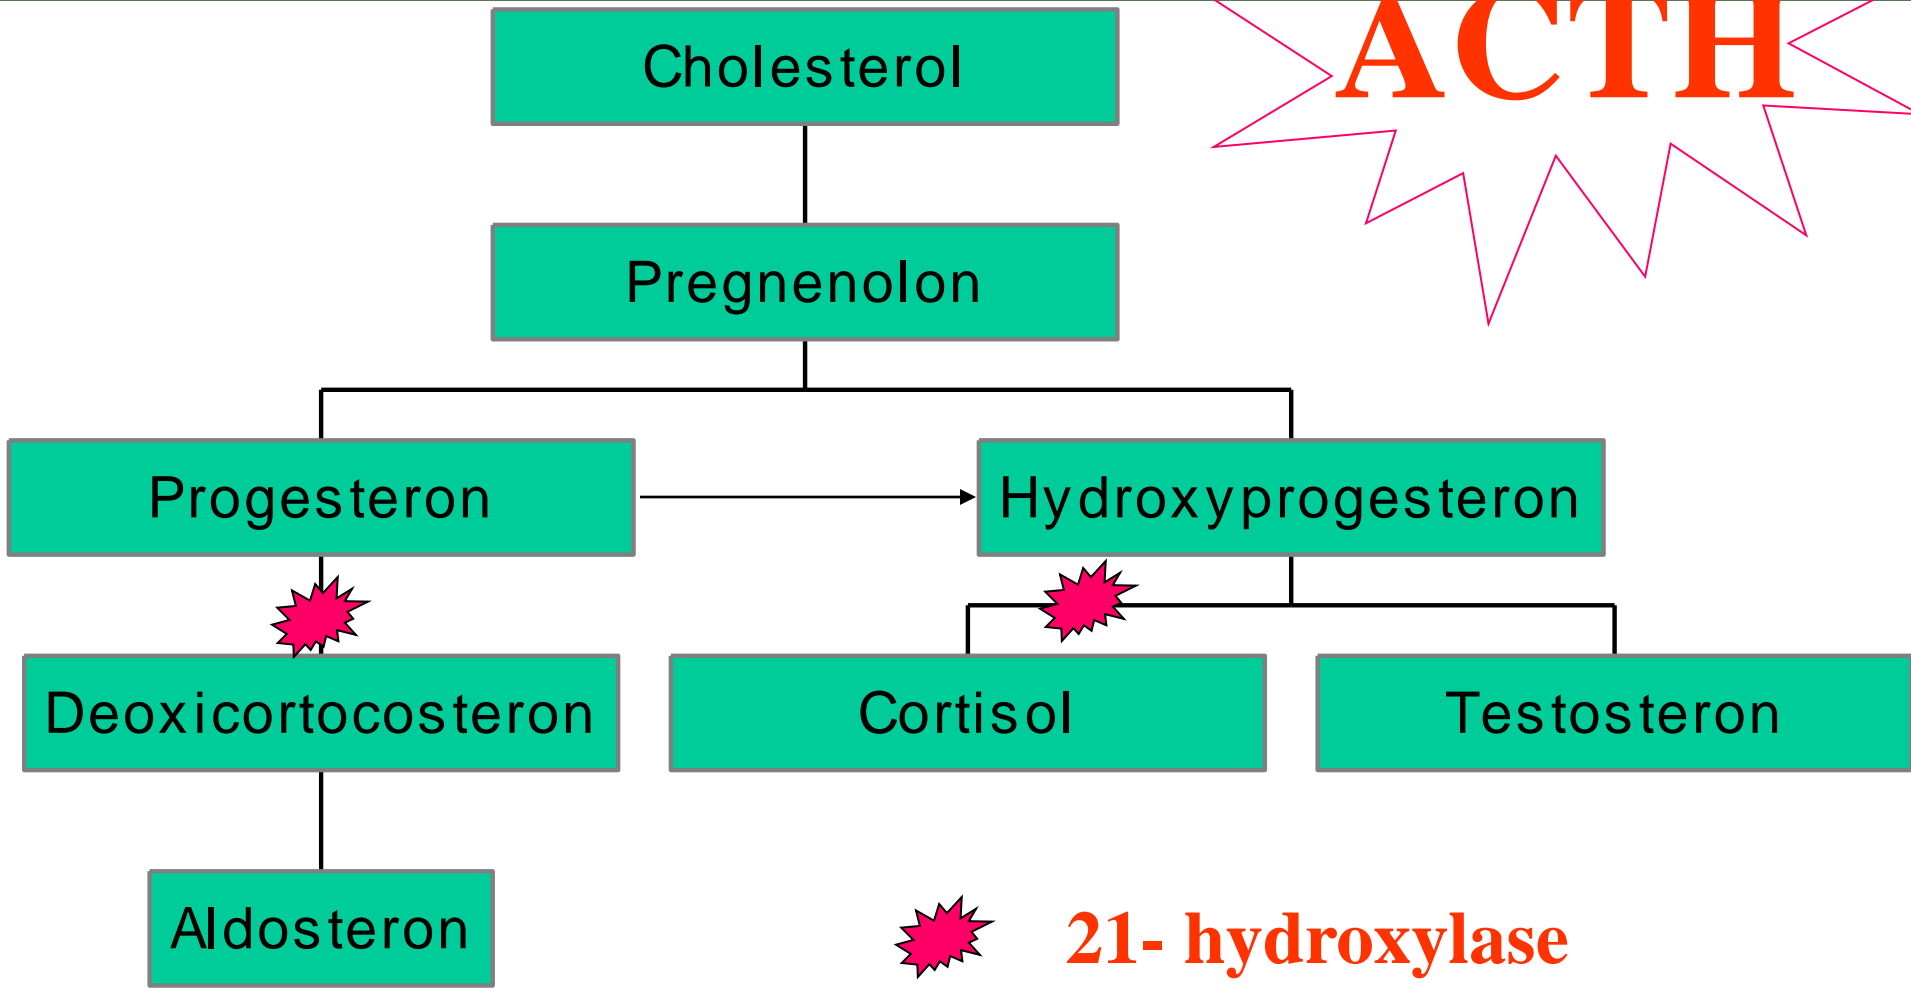 ACTH
Cholesterol
Pregnenolon
Progesteron
Hydroxyprogesteron
Deoxicortocosteron
Cortisol
Testosteron
Aldosteron
21- hydroxylase